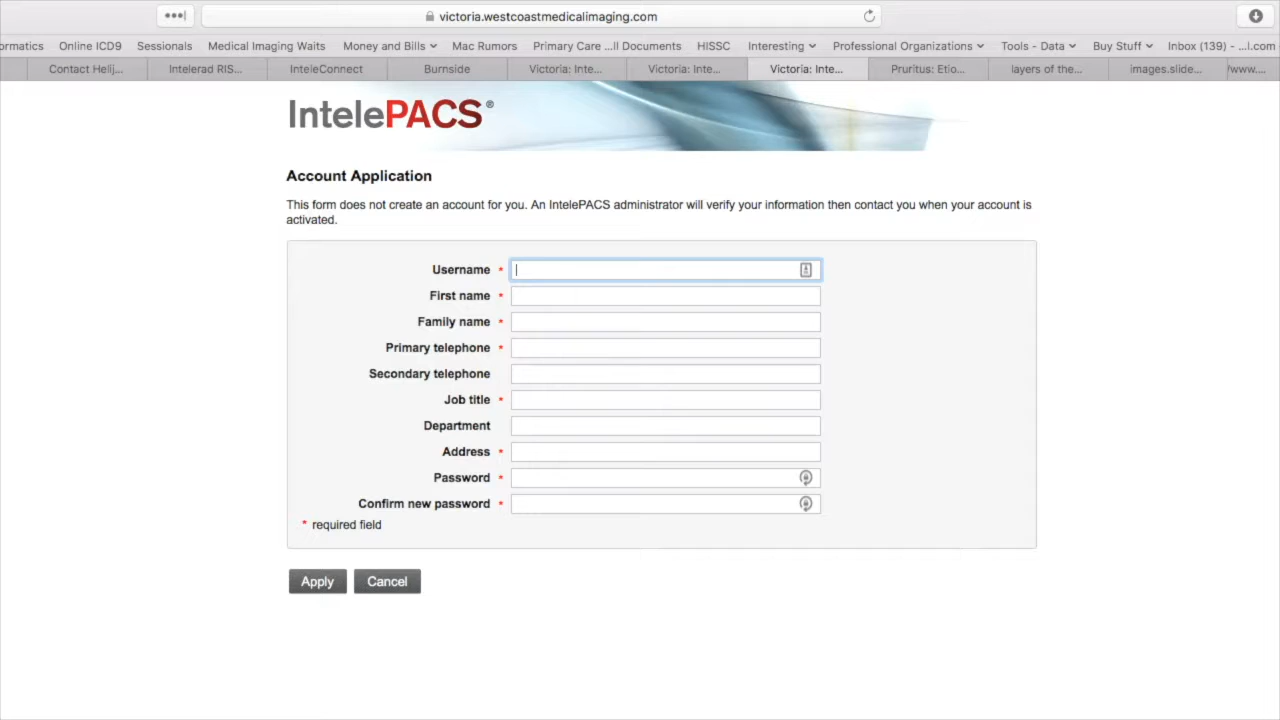 victoria.westcoastmedicalimaging.com
ormatics Online ICD9 Sessionals Medical Imaging Waits Money and Bills Mac Rumors Primary Care ...ll Documents HISSC Interesting Professional Organizations Tools - Data Buy Stuff Inbox (139) - ...l.com
Contact Helij... Intelerad RIS... InteleConnect Burnside Victoria: Inte... Victoria: Inte... Victoria: Inte... Pruritus: Etio... layers of the... images.slide... /www....
IntelePACS®
Account Application
This form does not create an account for you. An IntelePACS administrator will verify your information then contact you when your account is
activated.
Username *
First name *
Family name *
Primary telephone *
Secondary telephone
Job title *
Department
Address *
Password *
Confirm new password *
* required field
Apply Cancel